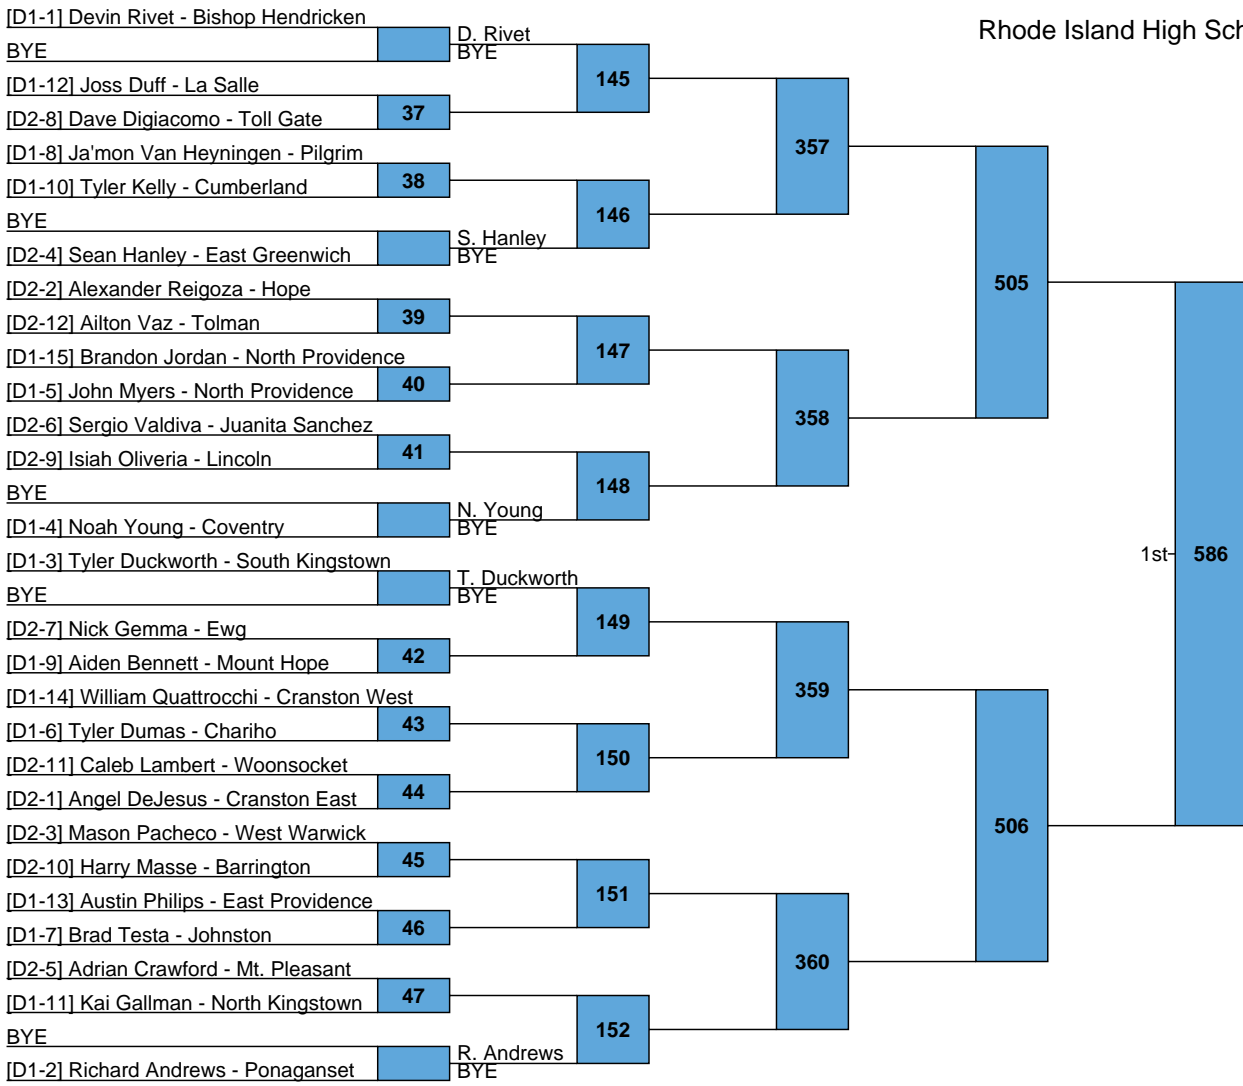 [D1-1] Devin Rivet - Bishop Hendricken
Rhode Island High Sch
D. Rivet
BYE
BYE
145
[D1-12] Joss Duff - La Salle
37
[D2-8] Dave Digiacomo - Toll Gate
357
[D1-8] Ja'mon Van Heyningen - Pilgrim
38
[D1-10] Tyler Kelly - Cumberland
146
BYE
S. Hanley
BYE
[D2-4] Sean Hanley - East Greenwich
505
[D2-2] Alexander Reigoza - Hope
39
[D2-12] Ailton Vaz - Tolman
147
[D1-15] Brandon Jordan - North Providence
40
[D1-5] John Myers - North Providence
358
[D2-6] Sergio Valdiva - Juanita Sanchez
41
[D2-9] Isiah Oliveria - Lincoln
148
BYE
N. Young
BYE
[D1-4] Noah Young - Coventry
1st
586
[D1-3] Tyler Duckworth - South Kingstown
T. Duckworth
BYE
BYE
149
[D2-7] Nick Gemma - Ewg
42
[D1-9] Aiden Bennett - Mount Hope
359
[D1-14] William Quattrocchi - Cranston West
43
[D1-6] Tyler Dumas - Chariho
150
[D2-11] Caleb Lambert - Woonsocket
44
[D2-1] Angel DeJesus - Cranston East
506
[D2-3] Mason Pacheco - West Warwick
45
[D2-10] Harry Masse - Barrington
151
[D1-13] Austin Philips - East Providence
46
[D1-7] Brad Testa - Johnston
360
[D2-5] Adrian Crawford - Mt. Pleasant
47
[D1-11] Kai Gallman - North Kingstown
152
BYE
R. Andrews
BYE
[D1-2] Richard Andrews - Ponaganset